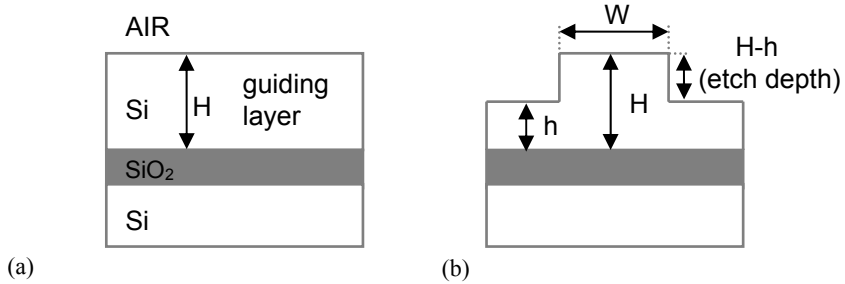 AIR
Si
H
guiding
layer
SiO₂
Si
(a)
W
H-h
(etch depth)
H
h
(b)